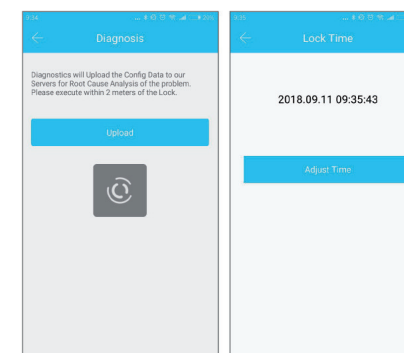 Diagnosis
Diagnostics will Upload the Config Data to our
Servers for Root Cause Analysis of the problem.
Please execute within 2 meters of the Lock.
Upload
Lock Time
2018.09.11 09:35:43
Adjust Time